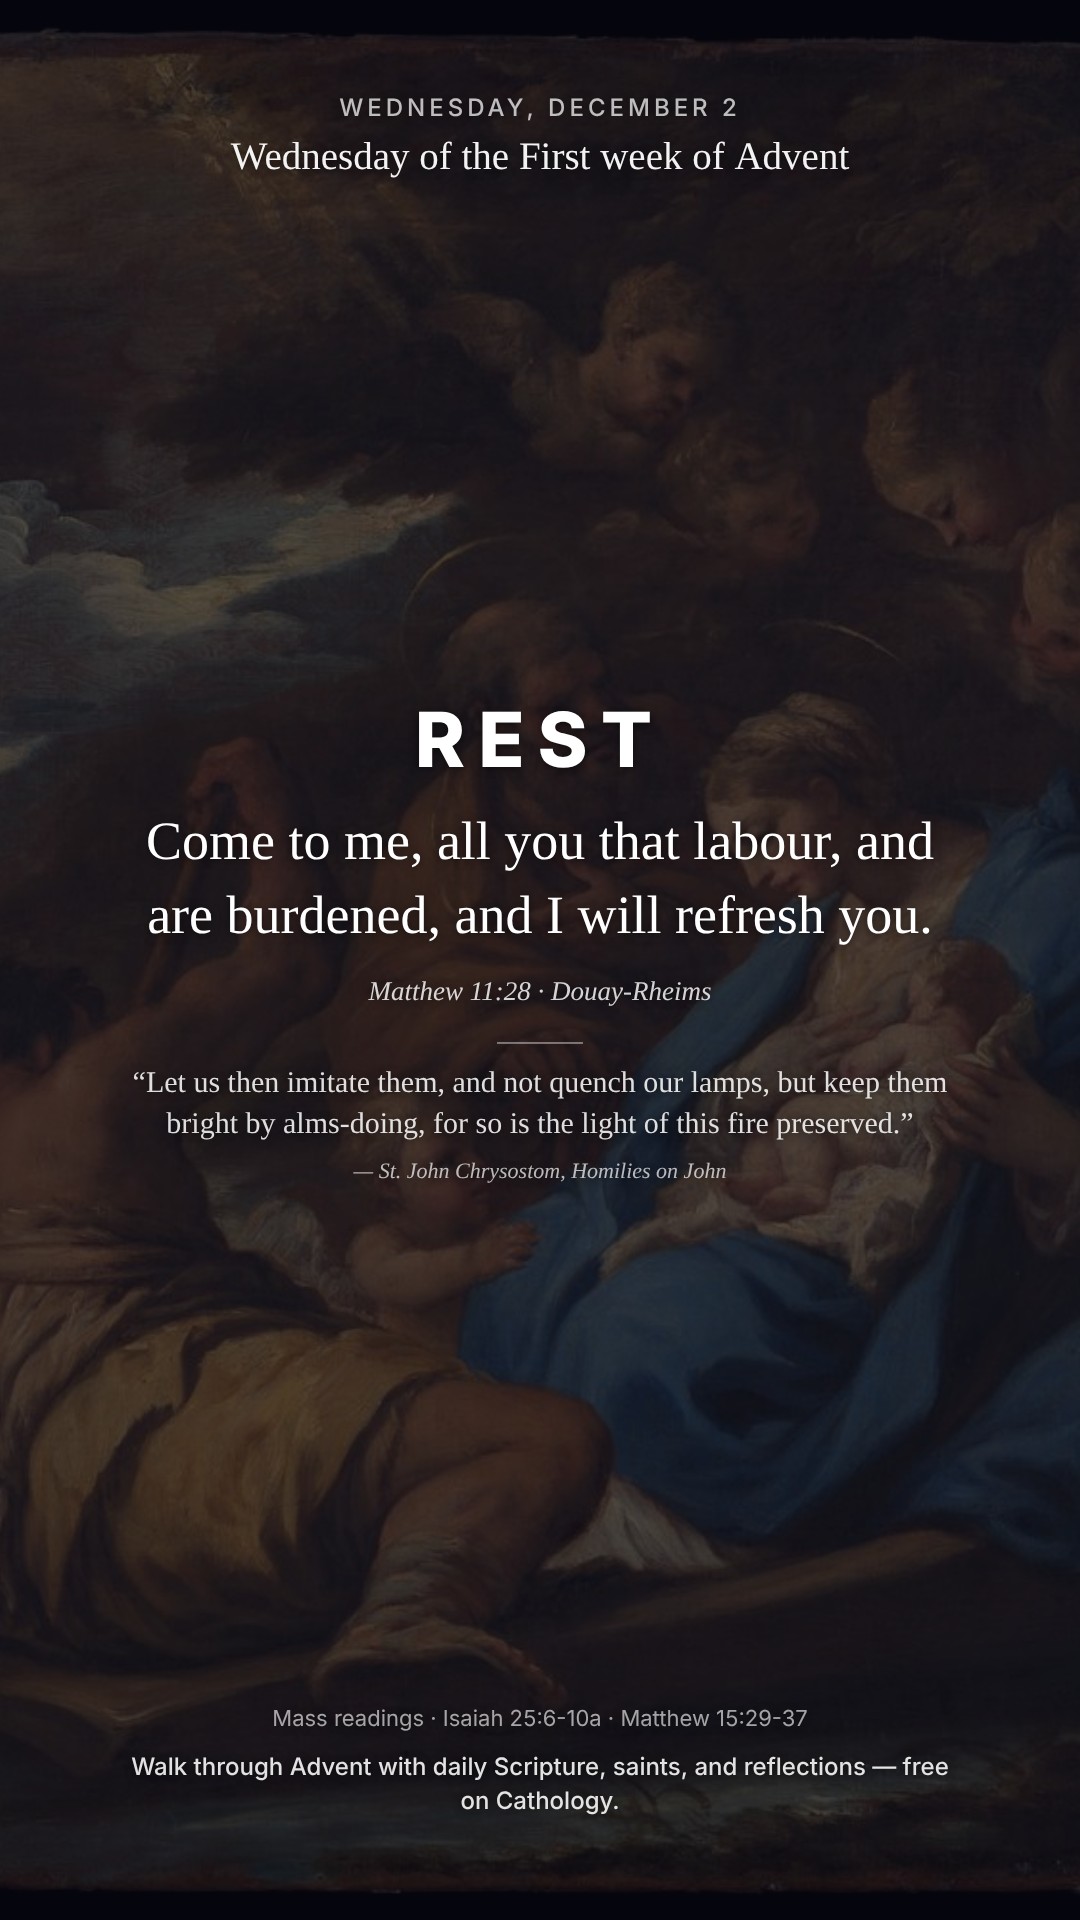 WEDNESDAY, DECEMBER 2
Wednesday of the First week of Advent
REST
Come to me, all you that labour, and
are burdened, and I will refresh you.
Matthew 11:28 · Douay-Rheims
“Let us then imitate them, and not quench our lamps, but keep them
bright by alms-doing, for so is the light of this fire preserved.”
— St. John Chrysostom, Homilies on John
Mass readings · Isaiah 25:6-10a · Matthew 15:29-37
Walk through Advent with daily Scripture, saints, and reflections — free
on Cathology.